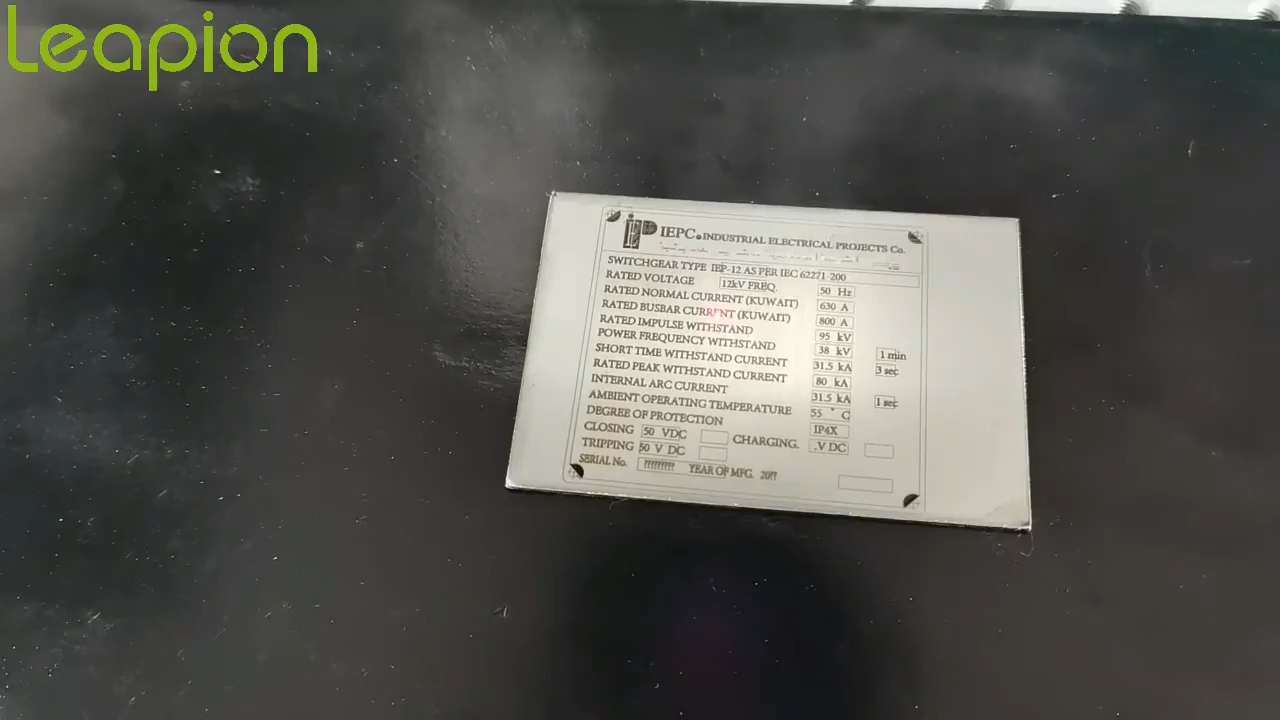 Leapion
IEP IEPC. INDUSTRIAL ELECTRICAL PROJECTS Co.
SWITCHGEAR TYPE IEP-12 AS PER IEC 62271-200
RATED VOLTAGE 12kV FREQ. 50 Hz
RATED NORMAL CURRENT (KUWAIT) 630 A
RATED BUSBAR CURRENT (KUWAIT) 800 A
RATED IMPULSE WITHSTAND 95 kV
POWER FREQUENCY WITHSTAND 38 kV 1 min
SHORT TIME WITHSTAND CURRENT 31.5 kA 3 sec
RATED PEAK WITHSTAND CURRENT 80 kA
INTERNAL ARC CURRENT 31.5 kA 1 sec
AMBIENT OPERATING TEMPERATURE 55 ° C
DEGREE OF PROTECTION IP4X
CLOSING 50 VDC CHARGING. .V DC
TRIPPING 50 V DC
SERIAL No. ????????? YEAR OF MFG. 20??